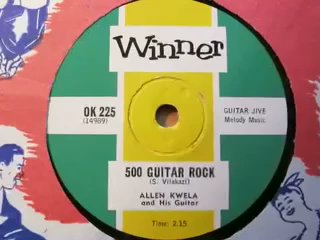 Winner
OK 225
(14989)
GUITAR JIVE
Melody Music
500 GUITAR ROCK
(S. Vilakazi)
ALLEN KWELA
and His Guitar
Time: 2.15